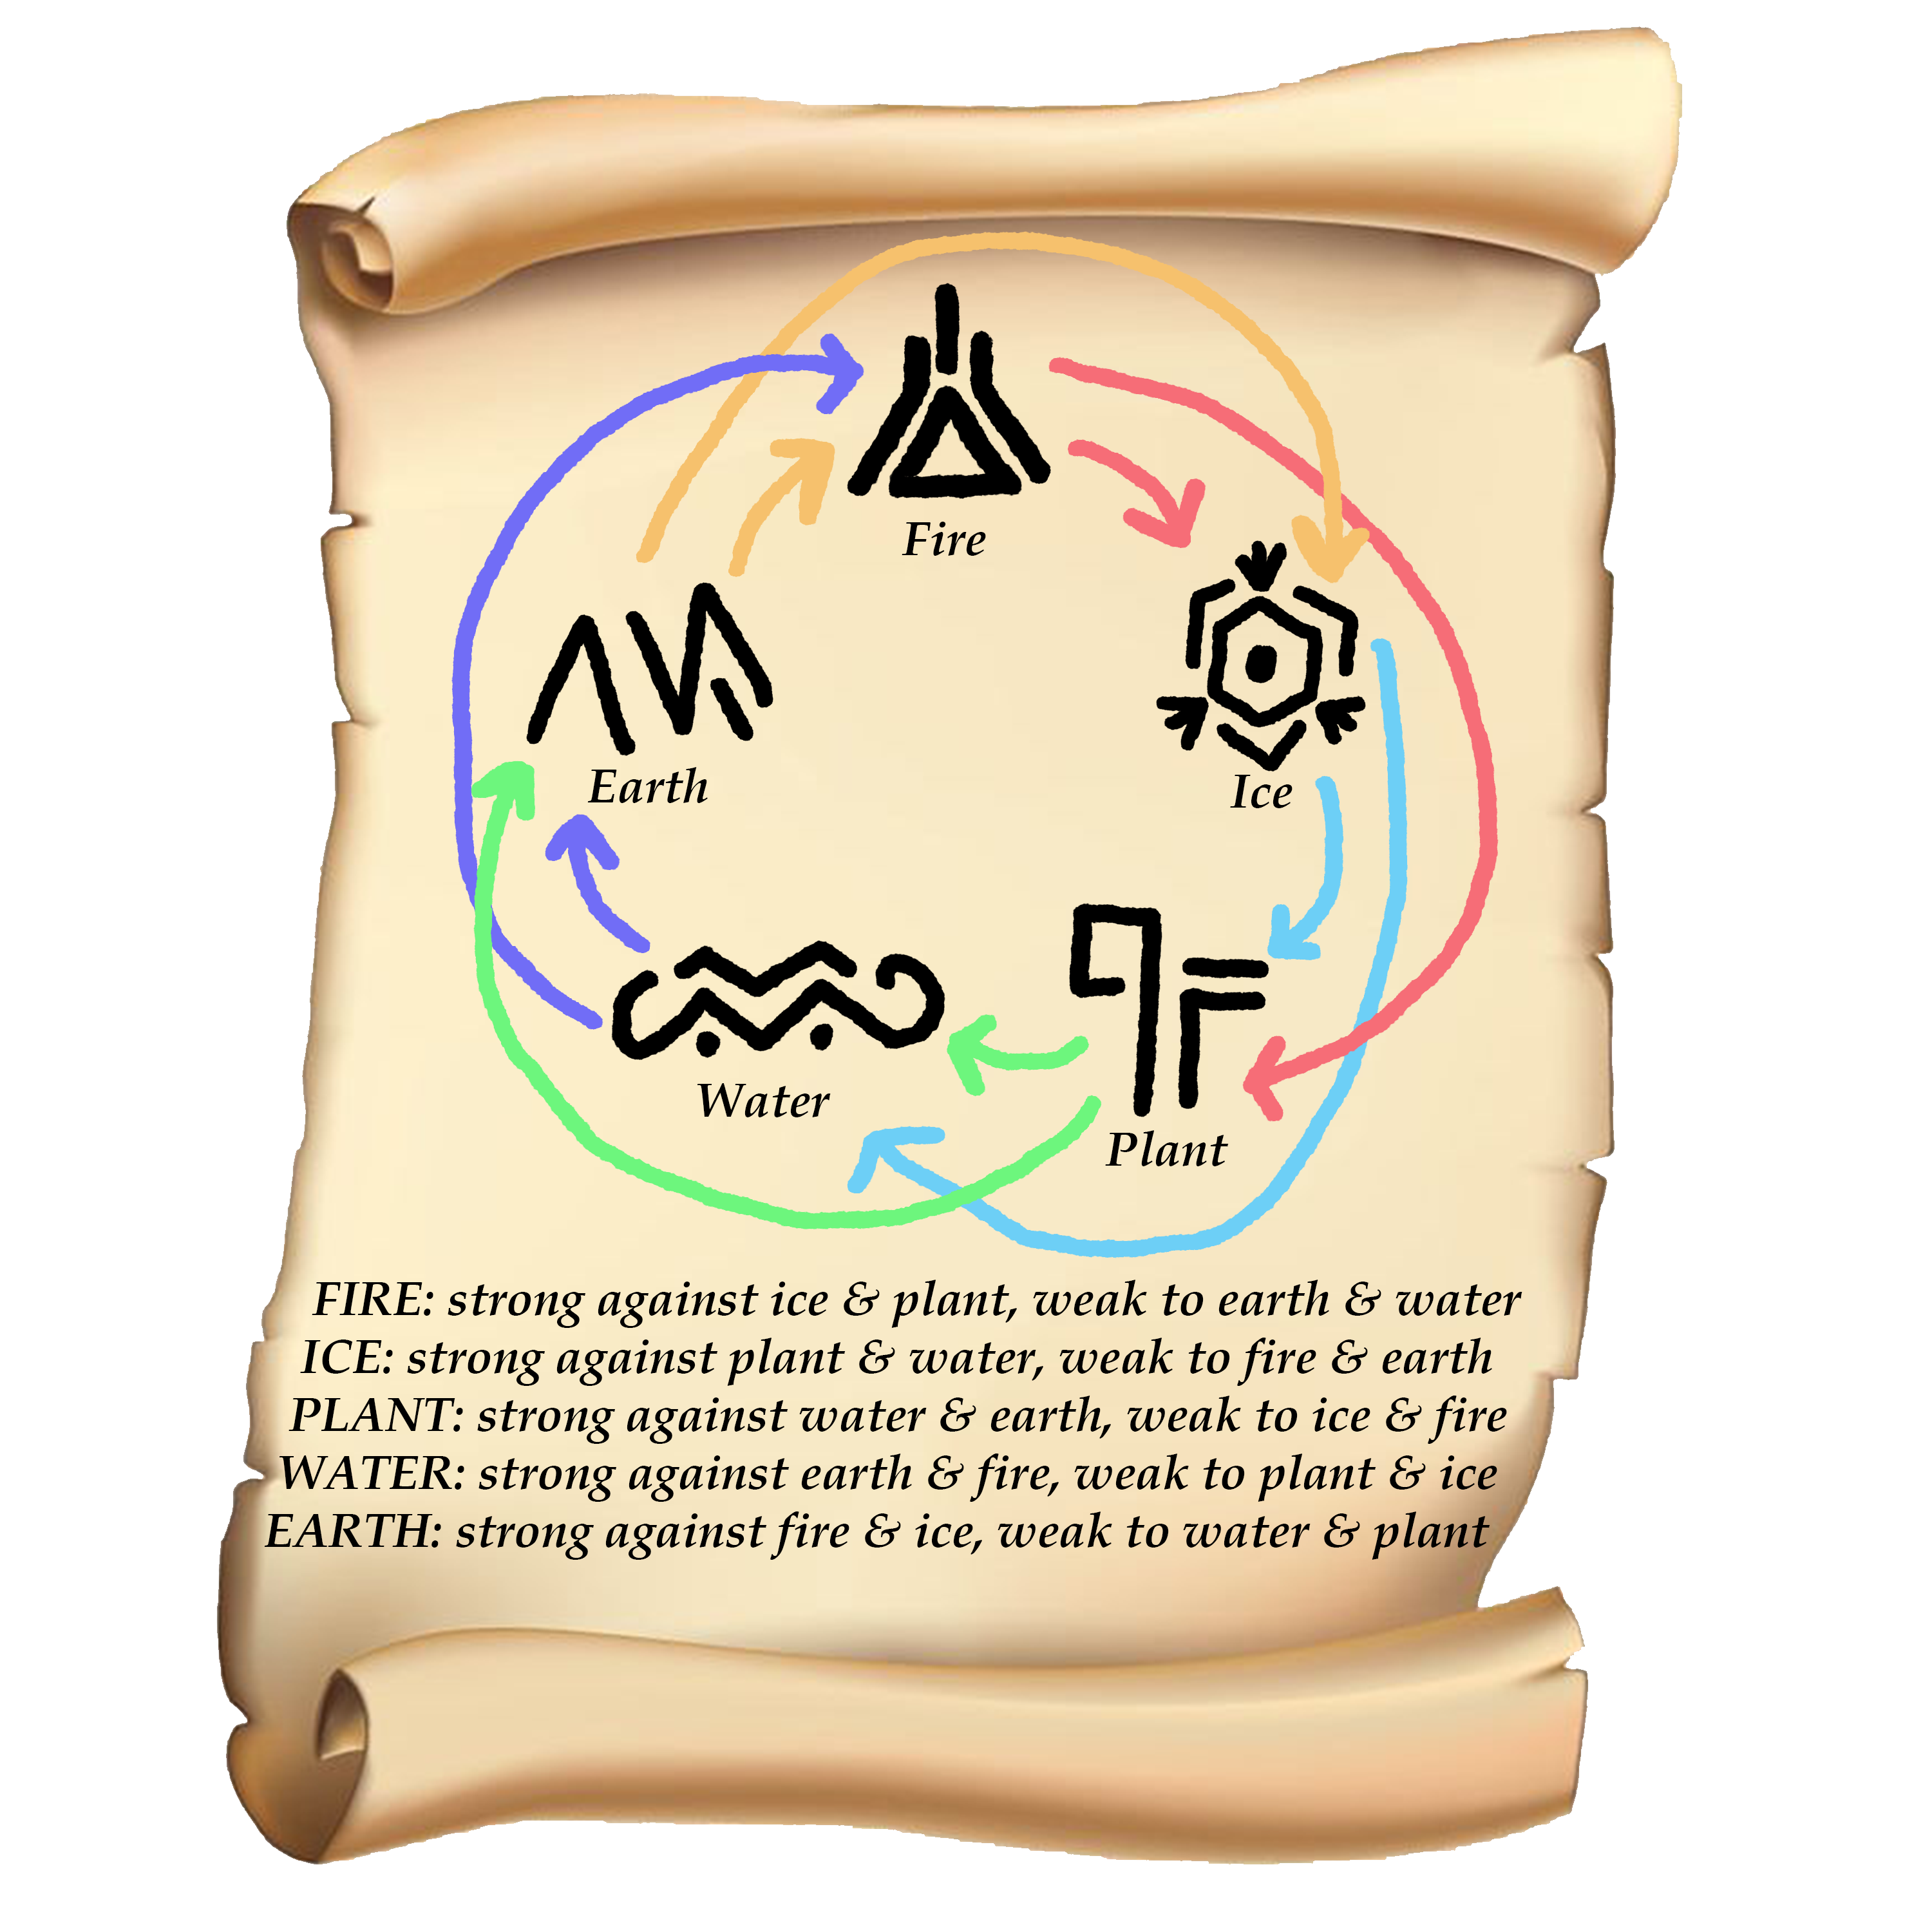 Fire
Earth
Ice
Water
Plant
FIRE: strong against ice & plant, weak to earth & water
ICE: strong against plant & water, weak to fire & earth
PLANT: strong against water & earth, weak to ice & fire
WATER: strong against earth & fire, weak to plant & ice
EARTH: strong against fire & ice, weak to water & plant